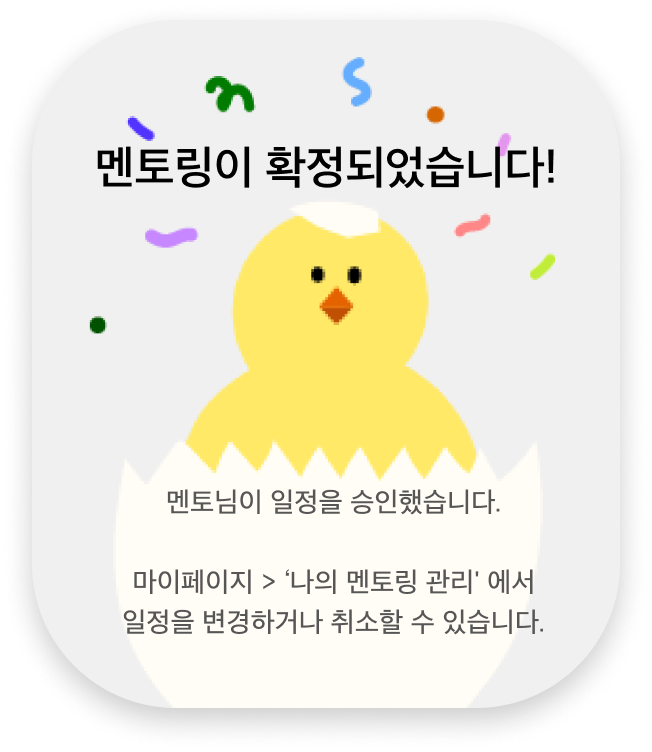 멘토링이 확정되었습니다!
멘토님이 일정을 승인했습니다.
마이페이지 > ‘나의 멘토링 관리' 에서
일정을 변경하거나 취소할 수 있습니다.